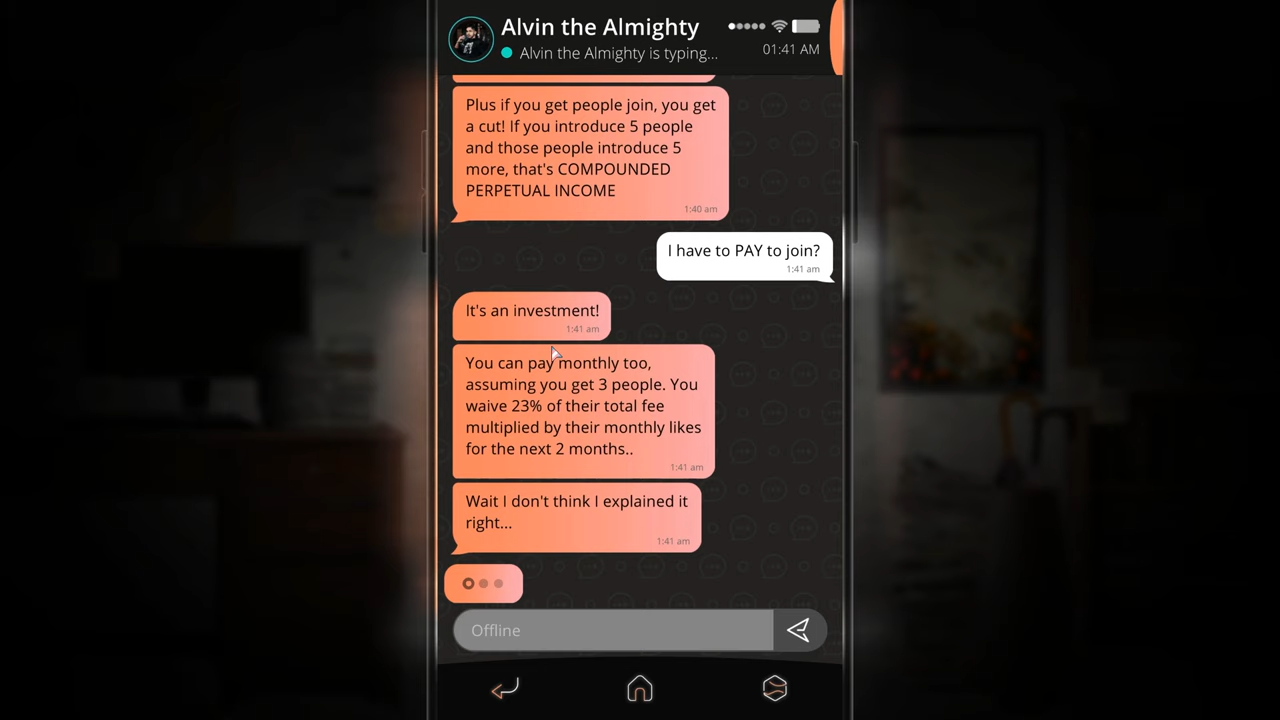 Alvin the Almighty
Alvin the Almighty is typing...
01:41 AM
Plus if you get people join, you get
a cut! If you introduce 5 people
and those people introduce 5
more, that's COMPOUNDED
PERPETUAL INCOME
1:40 am
I have to PAY to join?
1:41 am
It's an investment!
1:41 am
You can pay monthly too,
assuming you get 3 people. You
waive 23% of their total fee
multiplied by their monthly likes
for the next 2 months..
1:41 am
Wait I don't think I explained it
right...
1:41 am
Offline